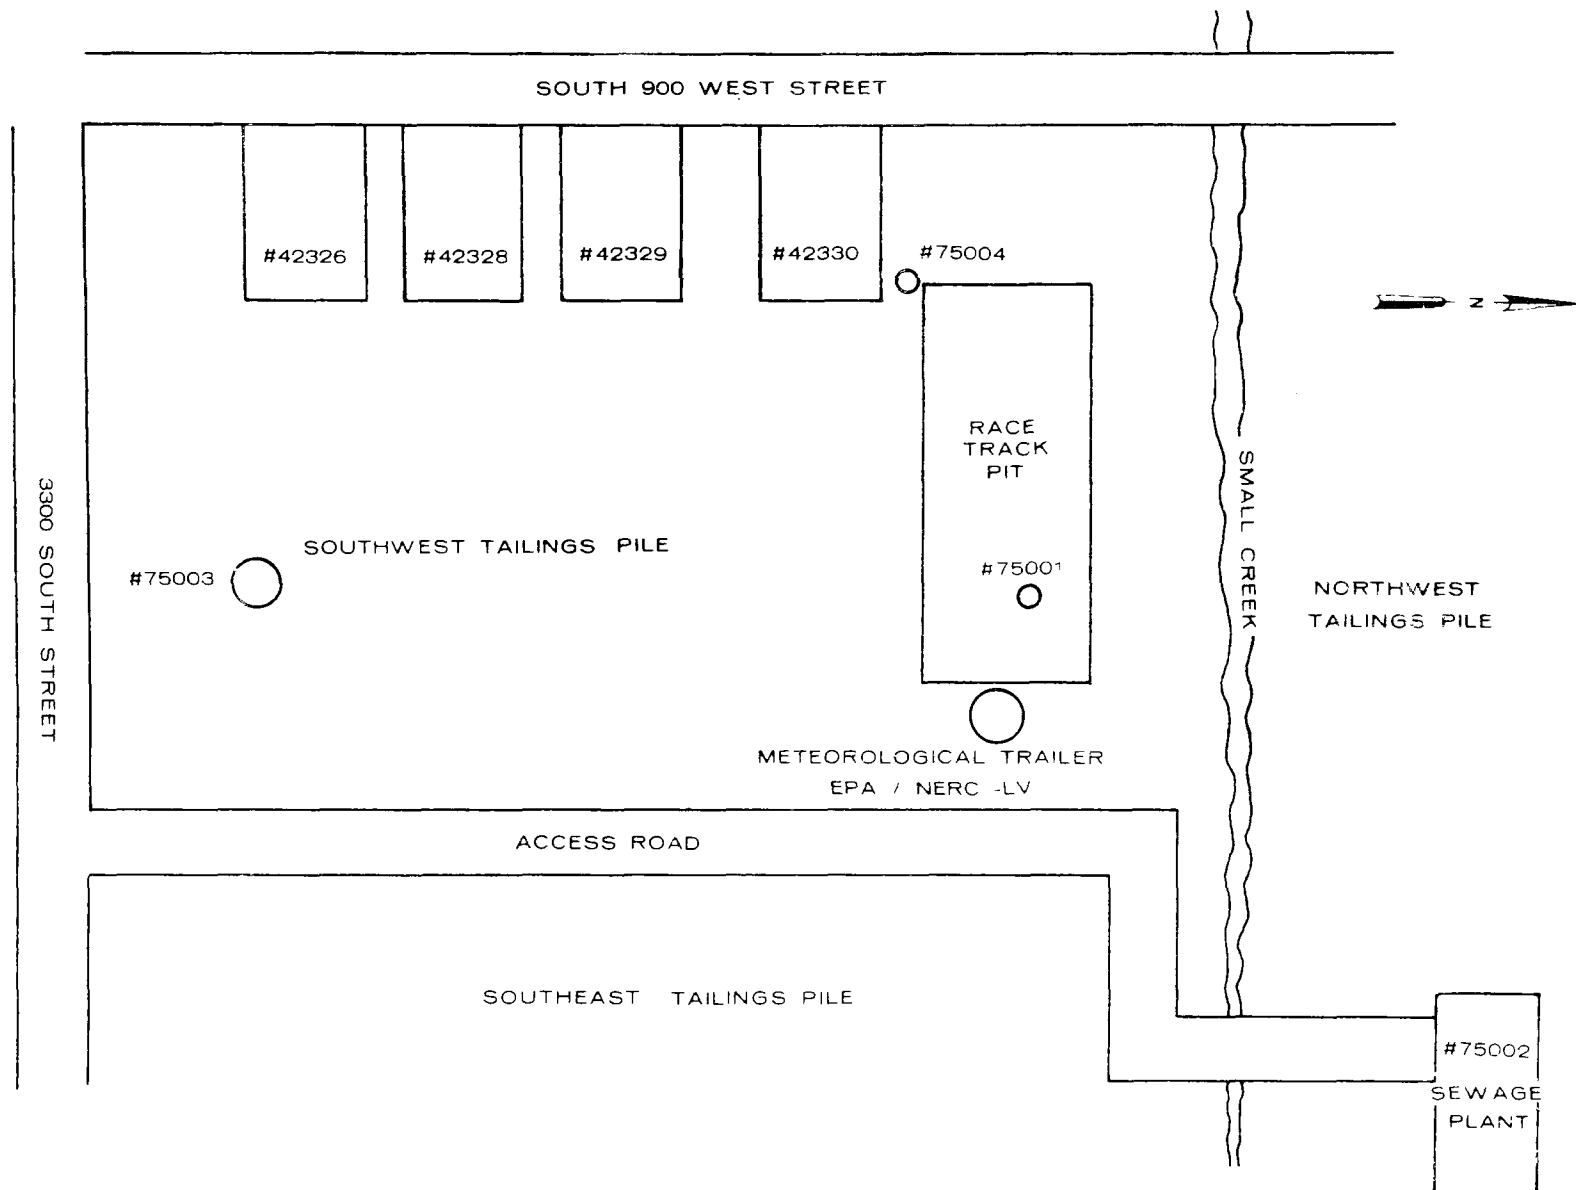 SOUTH 900 WEST STREET
#42326
#42328
#42329
#42330
#75004
N
RACE
TRACK
PIT
3300 SOUTH STREET
SOUTHWEST TAILINGS PILE
#75003
#75001
SMALL CREEK
NORTHWEST
TAILINGS PILE
METEOROLOGICAL TRAILER
EPA / NERC -LV
ACCESS ROAD
SOUTHEAST TAILINGS PILE
#75002
SEWAGE
PLANT